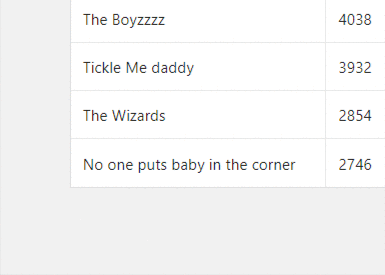 The Boyzzzz 4038
Tickle Me daddy 3932
The Wizards 2854
No one puts baby in the corner 2746